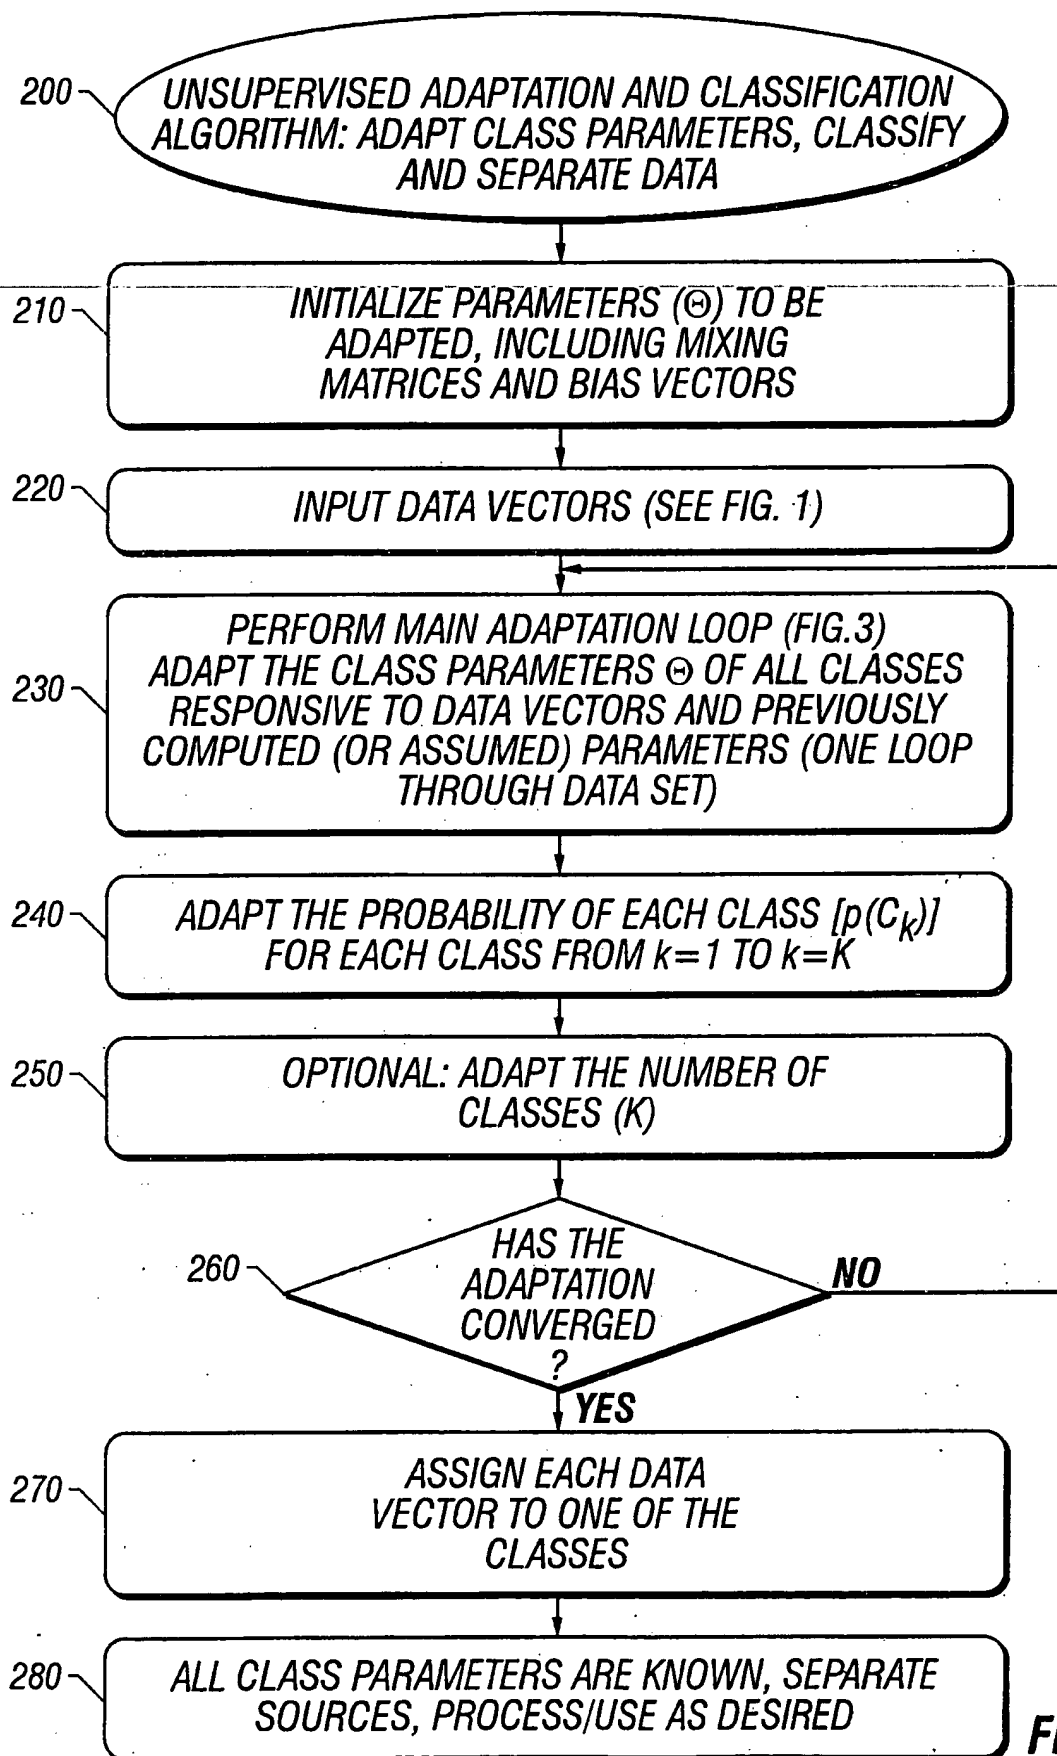 200
UNSUPERVISED ADAPTATION AND CLASSIFICATION
ALGORITHM: ADAPT CLASS PARAMETERS, CLASSIFY
AND SEPARATE DATA
210
INITIALIZE PARAMETERS (Θ) TO BE
ADAPTED, INCLUDING MIXING
MATRICES AND BIAS VECTORS
220
INPUT DATA VECTORS (SEE FIG. 1)
230
PERFORM MAIN ADAPTATION LOOP (FIG.3)
ADAPT THE CLASS PARAMETERS Θ OF ALL CLASSES
RESPONSIVE TO DATA VECTORS AND PREVIOUSLY
COMPUTED (OR ASSUMED) PARAMETERS (ONE LOOP
THROUGH DATA SET)
240
ADAPT THE PROBABILITY OF EACH CLASS [p(Ck)]
FOR EACH CLASS FROM k=1 TO k=K
250
OPTIONAL: ADAPT THE NUMBER OF
CLASSES (K)
260
HAS THE
ADAPTATION
CONVERGED
?
NO
YES
270
ASSIGN EACH DATA
VECTOR TO ONE OF THE
CLASSES
280
ALL CLASS PARAMETERS ARE KNOWN, SEPARATE
SOURCES, PROCESS/USE AS DESIRED